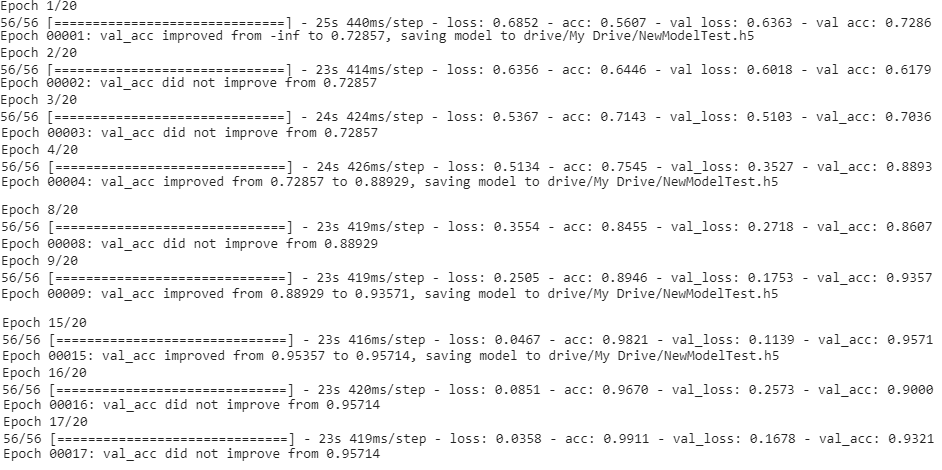 Epoch 1/20
56/56 [==============================] - 25s 440ms/step - loss: 0.6852 - acc: 0.5607 - val_loss: 0.6363 - val acc: 0.7286
Epoch 00001: val_acc improved from -inf to 0.72857, saving model to drive/My Drive/NewModelTest.h5
Epoch 2/20
56/56 [==============================] - 23s 414ms/step - loss: 0.6356 - acc: 0.6446 - val loss: 0.6018 - val acc: 0.6179
Epoch 00002: val_acc did not improve from 0.72857
Epoch 3/20
56/56 [==============================] - 24s 424ms/step - loss: 0.5367 - acc: 0.7143 - val_loss: 0.5103 - val_acc: 0.7036
Epoch 00003: val_acc did not improve from 0.72857
Epoch 4/20
56/56 [==============================] - 24s 426ms/step - loss: 0.5134 - acc: 0.7545 - val_loss: 0.3527 - val_acc: 0.8893
Epoch 00004: val_acc improved from 0.72857 to 0.88929, saving model to drive/My Drive/NewModelTest.h5
Epoch 8/20
56/56 [==============================] - 23s 419ms/step - loss: 0.3554 - acc: 0.8455 - val_loss: 0.2718 - val_acc: 0.8607
Epoch 00008: val_acc did not improve from 0.88929
Epoch 9/20
56/56 [==============================] - 23s 419ms/step - loss: 0.2505 - acc: 0.8946 - val_loss: 0.1753 - val_acc: 0.9357
Epoch 00009: val_acc improved from 0.88929 to 0.93571, saving model to drive/My Drive/NewModelTest.h5
Epoch 15/20
56/56 [==============================] - 23s 416ms/step - loss: 0.0467 - acc: 0.9821 - val_loss: 0.1139 - val_acc: 0.9571
Epoch 00015: val_acc improved from 0.95357 to 0.95714, saving model to drive/My Drive/NewModelTest.h5
Epoch 16/20
56/56 [==============================] - 23s 420ms/step - loss: 0.0851 - acc: 0.9670 - val_loss: 0.2573 - val_acc: 0.9000
Epoch 00016: val_acc did not improve from 0.95714
Epoch 17/20
56/56 [==============================] - 23s 419ms/step - loss: 0.0358 - acc: 0.9911 - val_loss: 0.1678 - val_acc: 0.9321
Epoch 00017: val_acc did not improve from 0.95714